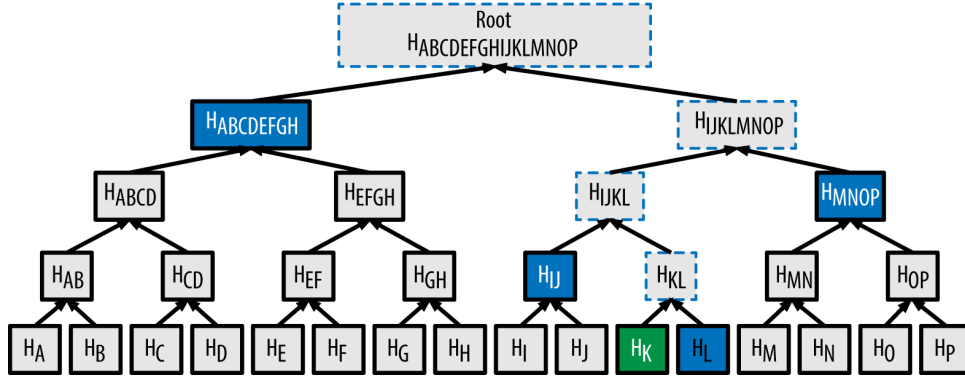 Root
HABCDEFGHIJKLMNOP
HABCDEFGH
HIJKLMNOP
HABCD
HEFGH
HIJKL
HMNOP
HAB
HCD
HEF
HGH
HIJ
HKL
HMN
HOP
HA
HB
HC
HD
HE
HF
HG
HH
HI
HJ
HK
HL
HM
HN
HO
HP